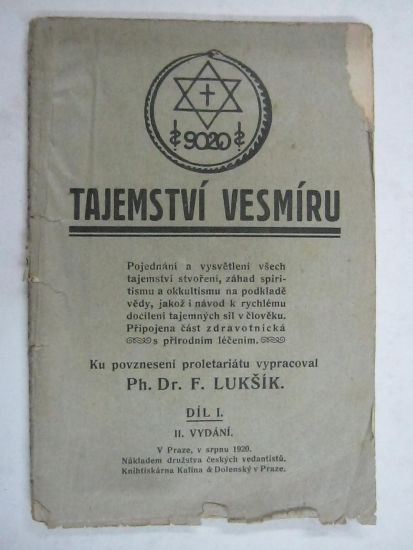 9020
TAJEMSTVÍ VESMÍRU
Pojednání a vysvětlení všech
tajemství stvoření, záhad spiri-
tismu a okkultismu na podkladě
vědy, jakož i návod k rychlému
docílení tajemných sil v člověku.
Připojena část zdravotnická
s přírodním léčením.
Ku povznesení proletariátu vypracoval
Ph. Dr. F. LUKŠÍK.
DÍL I.
II. VYDÁNÍ.
V Praze, v srpnu 1920.
Nákladem družstva českých vedantistů.
Knihtiskárna Kalina & Dolenský v Praze.